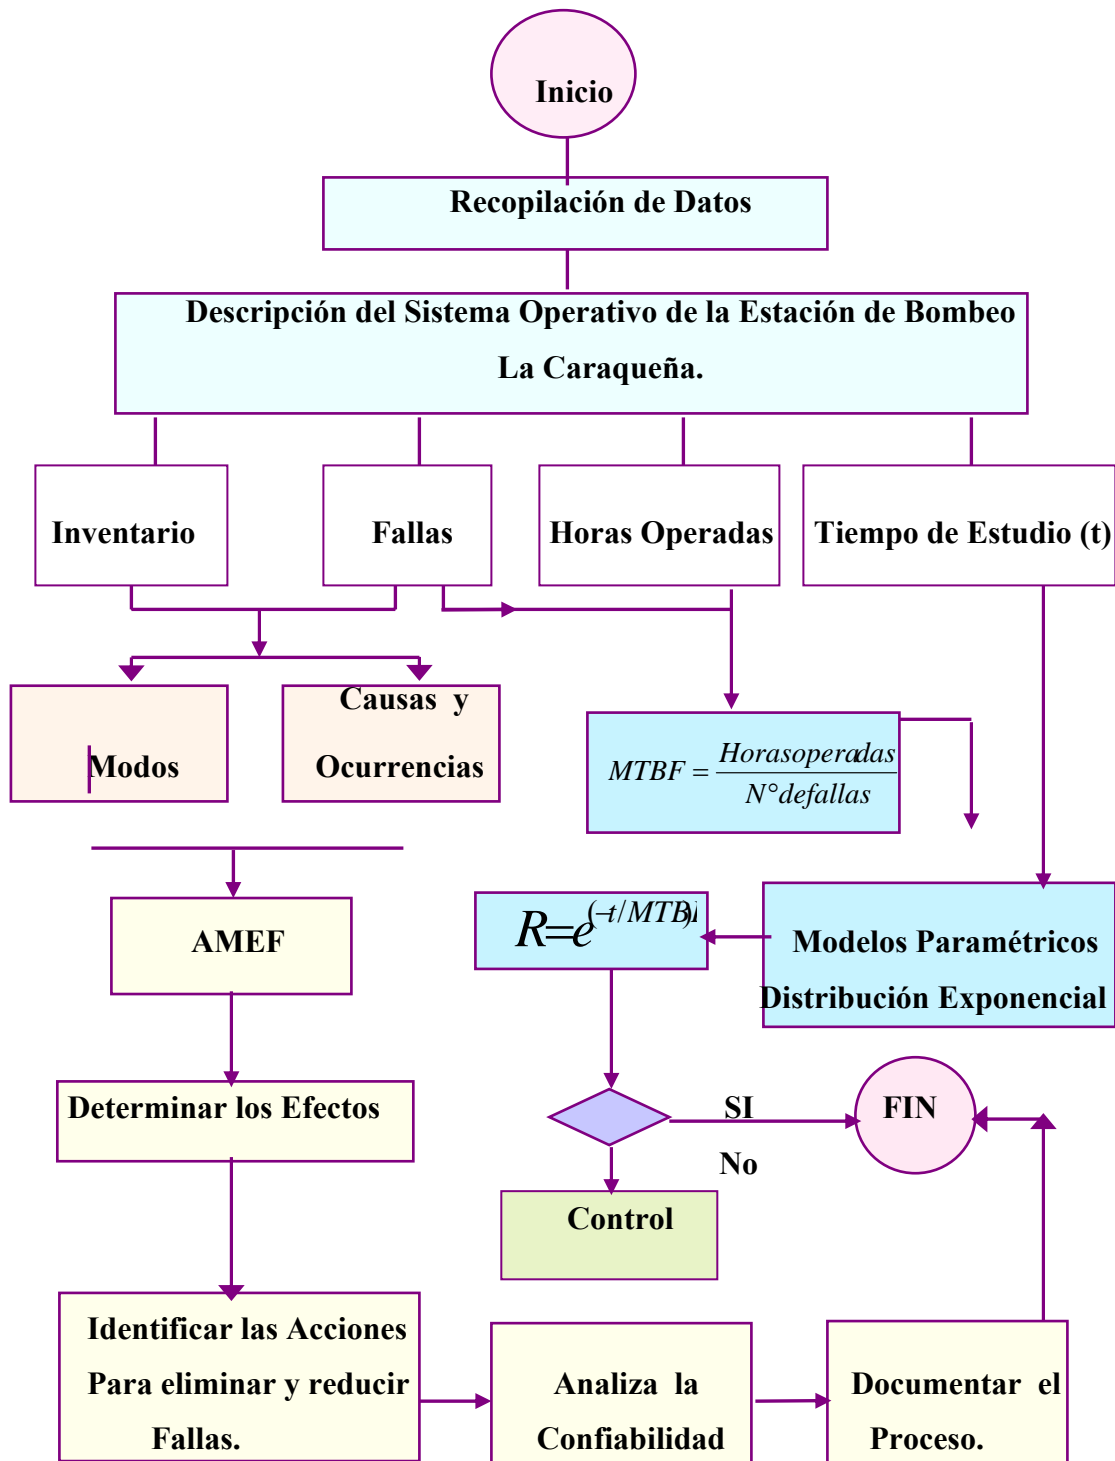 Inicio
Recopilación de Datos
Descripción del Sistema Operativo de la Estación de Bombeo
La Caraqueña.
Inventario
Fallas
Horas Operadas
Tiempo de Estudio (t)
Modos
Causas y
Ocurrencias
MTBF = Horasoperadas
N°defallas
AMEF
R=e^(-t/MTBF)
Modelos Paramétricos
Distribución Exponencial
Determinar los Efectos
SI
FIN
No
Control
Identificar las Acciones
Para eliminar y reducir
Fallas.
Analiza la
Confiabilidad
Documentar el
Proceso.